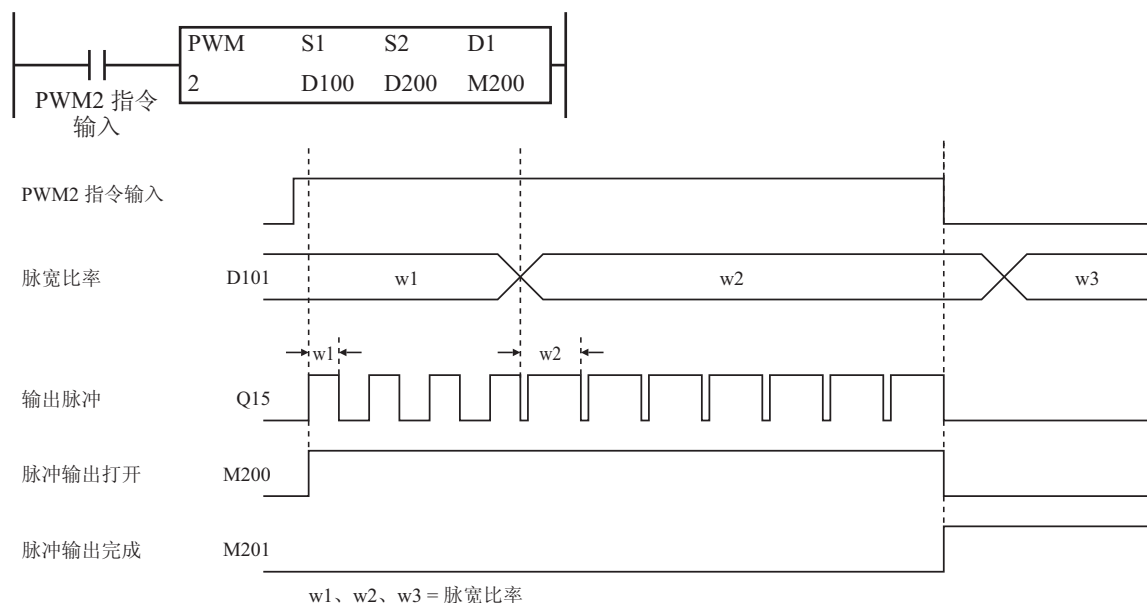 PWM S1 S2 D1
2 D100 D200 M200
PWM2 指令
输入
PWM2 指令输入
脉宽比率 D101 w1 w2 w3
w1 w2
输出脉冲 Q15
脉冲输出打开 M200
脉冲输出完成 M201
w1、w2、w3 = 脉宽比率